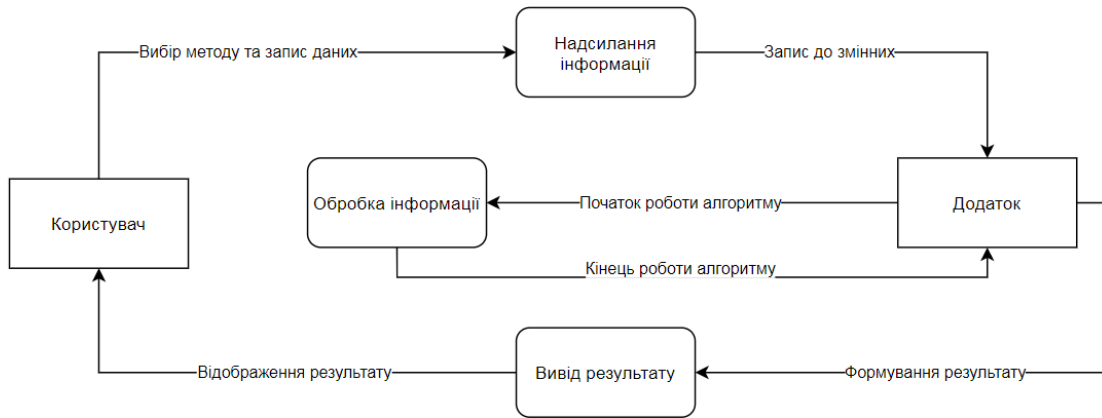 Вибір методу та запис даних
Надсилання
інформації
Запис до змінних
Користувач
Обробка інформації
Початок роботи алгоритму
Додаток
Кінець роботи алгоритму
Відображення результату
Вивід результату
Формування результату